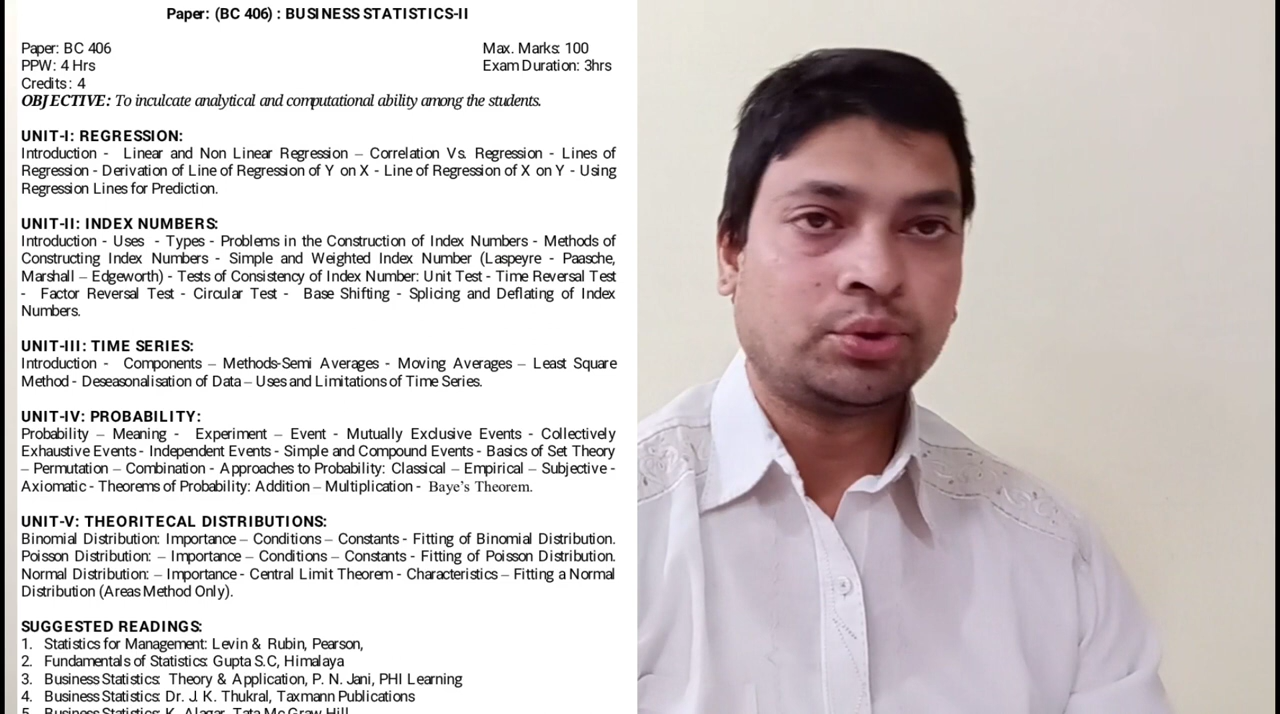 Paper: (BC 406) : BUSINESS STATISTICS-II
Paper: BC 406 Max. Marks: 100
PPW: 4 Hrs Exam Duration: 3hrs
Credits: 4
OBJECTIVE: To inculcate analytical and computational ability among the students.
UNIT-I: REGRESSION:
Introduction - Linear and Non Linear Regression – Correlation Vs. Regression - Lines of
Regression - Derivation of Line of Regression of Y on X - Line of Regression of X on Y - Using
Regression Lines for Prediction.
UNIT-II: INDEX NUMBERS:
Introduction - Uses - Types - Problems in the Construction of Index Numbers - Methods of
Constructing Index Numbers - Simple and Weighted Index Number (Laspeyre - Paasche,
Marshall – Edgeworth) - Tests of Consistency of Index Number: Unit Test - Time Reversal Test
- Factor Reversal Test - Circular Test - Base Shifting - Splicing and Deflating of Index
Numbers.
UNIT-III: TIME SERIES:
Introduction - Components – Methods-Semi Averages - Moving Averages – Least Square
Method - Deseasonalisation of Data – Uses and Limitations of Time Series.
UNIT-IV: PROBABILITY:
Probability – Meaning - Experiment – Event - Mutually Exclusive Events - Collectively
Exhaustive Events - Independent Events - Simple and Compound Events - Basics of Set Theory
– Permutation – Combination - Approaches to Probability: Classical – Empirical – Subjective -
Axiomatic - Theorems of Probability: Addition – Multiplication - Baye's Theorem.
UNIT-V: THEORITECAL DISTRIBUTIONS:
Binomial Distribution: Importance – Conditions – Constants - Fitting of Binomial Distribution.
Poisson Distribution: – Importance – Conditions – Constants - Fitting of Poisson Distribution.
Normal Distribution: – Importance - Central Limit Theorem - Characteristics – Fitting a Normal
Distribution (Areas Method Only).
SUGGESTED READINGS:
1. Statistics for Management: Levin & Rubin, Pearson,
2. Fundamentals of Statistics: Gupta S.C, Himalaya
3. Business Statistics: Theory & Application, P. N. Jani, PHI Learning
4. Business Statistics: Dr. J. K. Thukral, Taxmann Publications
5. Business Statistics: K. Alagar, Tata Mc Graw Hill